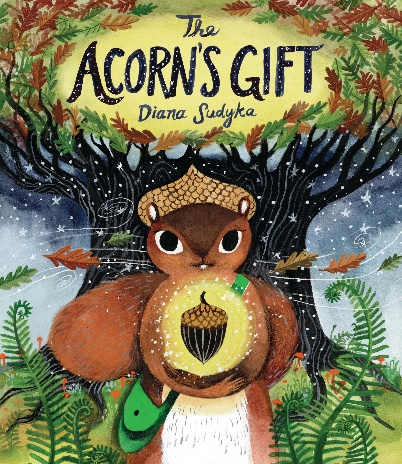 The
ACORN'S GIFT
Diana Sudyka